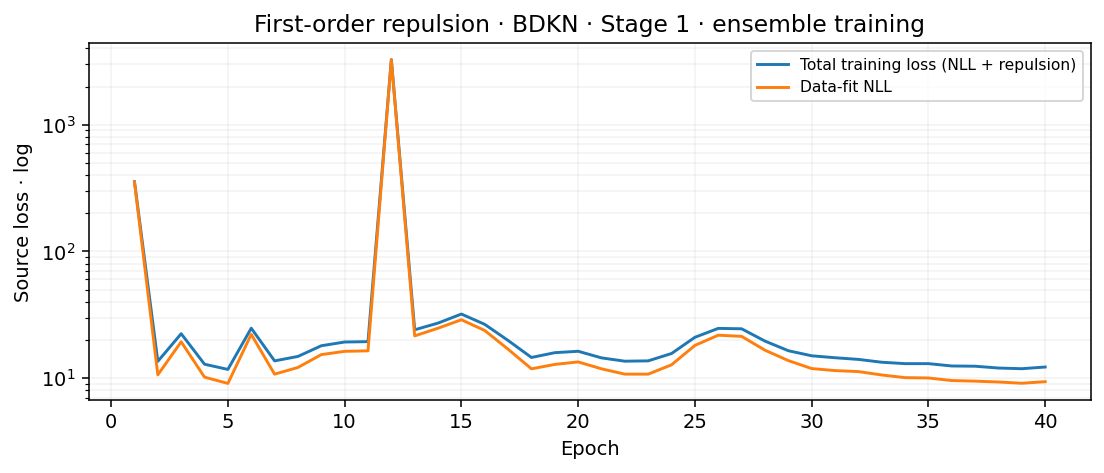 First-order repulsion · BDKN · Stage 1 · ensemble training
Total training loss (NLL + repulsion)
Data-fit NLL
Source loss · log
10³
10²
10¹
0 5 10 15 20 25 30 35 40
Epoch